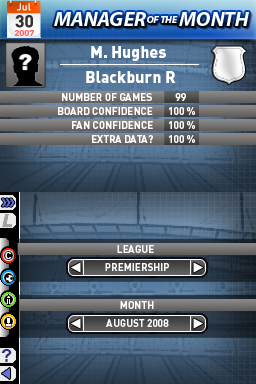 Jul
30
2007
MANAGER OF THE MONTH
?
M. Hughes
Blackburn R
NUMBER OF GAMES 99
BOARD CONFIDENCE 100 %
FAN CONFIDENCE 100 %
EXTRA DATA? 100 %
L
C
LEAGUE
PREMIERSHIP
MONTH
AUGUST 2008
?